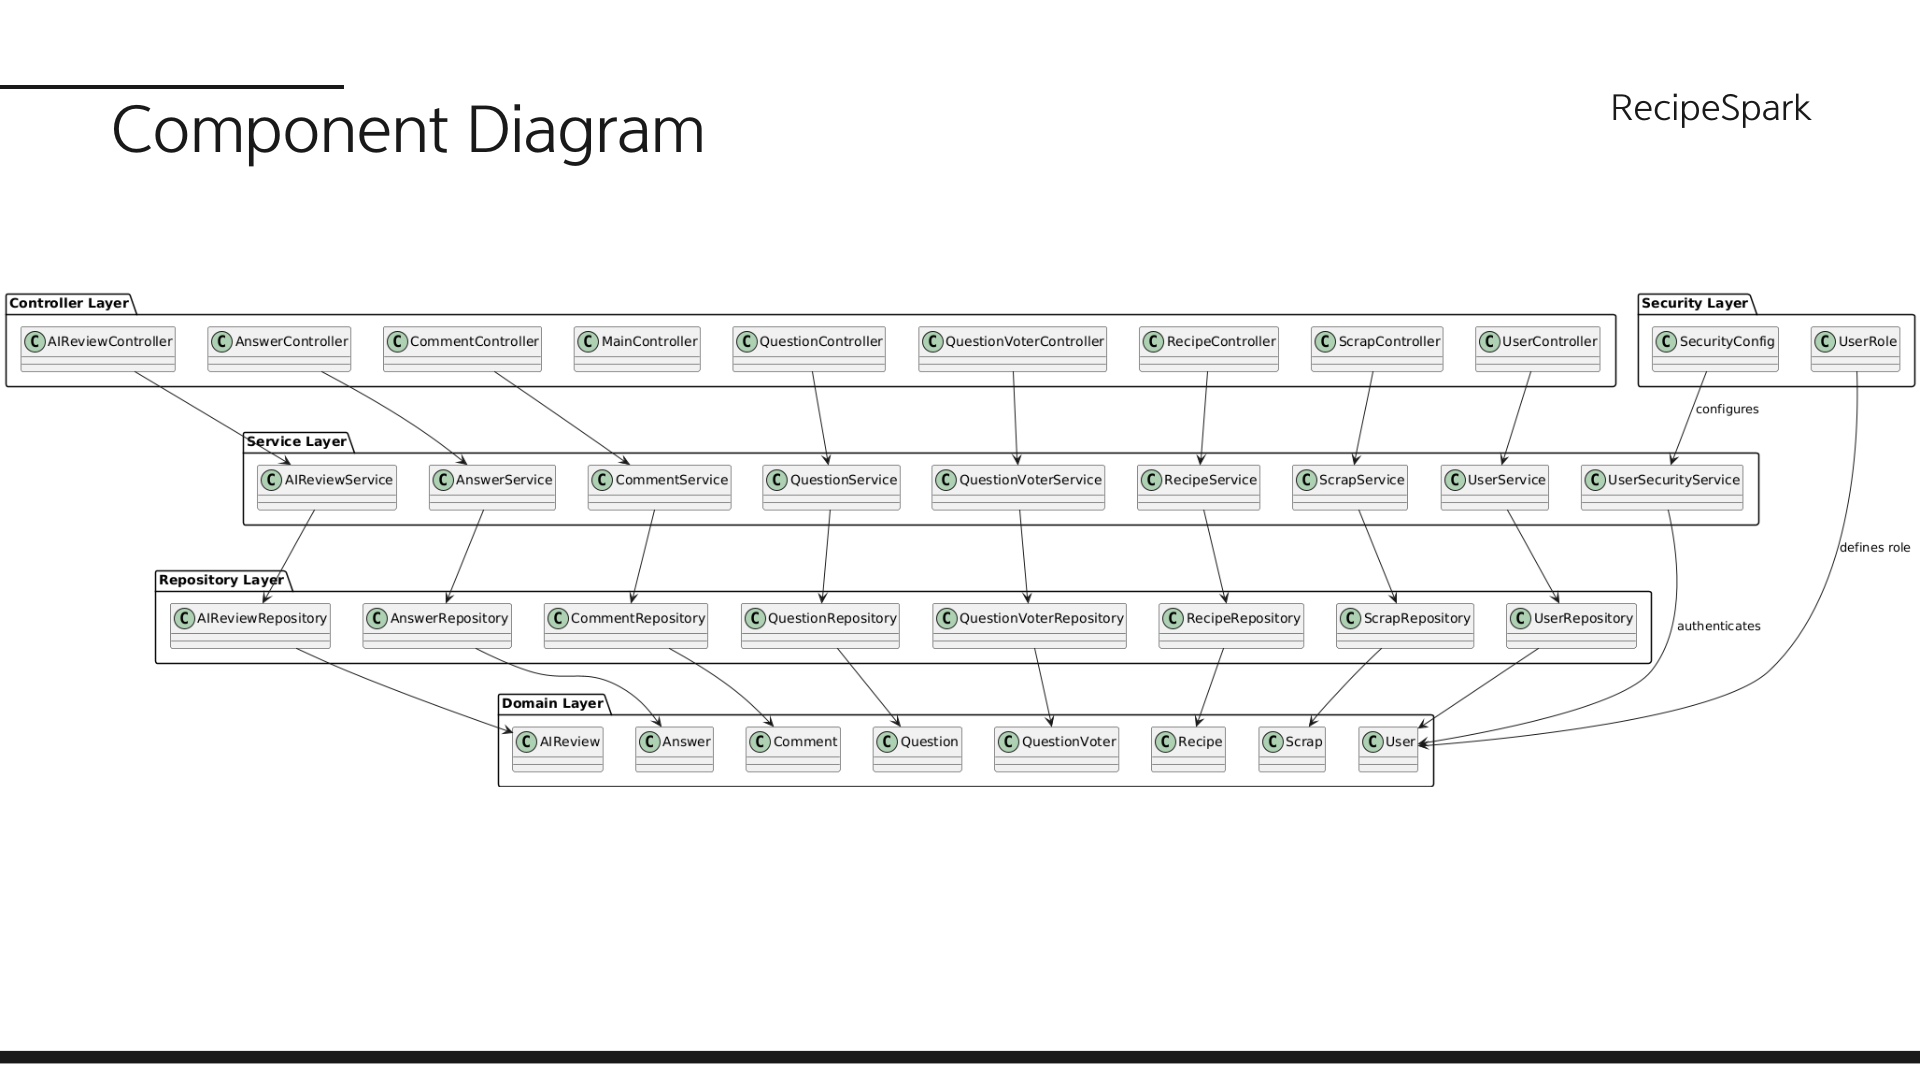 Component Diagram
RecipeSpark
Controller Layer
Security Layer
C AIReviewController
C AnswerController
C CommentController
C MainController
C QuestionController
C QuestionVoterController
C RecipeController
C ScrapController
C UserController
C SecurityConfig
C UserRole
configures
Service Layer
C AIReviewService
C AnswerService
C CommentService
C QuestionService
C QuestionVoterService
C RecipeService
C ScrapService
C UserService
C UserSecurityService
defines role
Repository Layer
C AIReviewRepository
C AnswerRepository
C CommentRepository
C QuestionRepository
C QuestionVoterRepository
C RecipeRepository
C ScrapRepository
C UserRepository
authenticates
Domain Layer
C AIReview
C Answer
C Comment
C Question
C QuestionVoter
C Recipe
C Scrap
C User